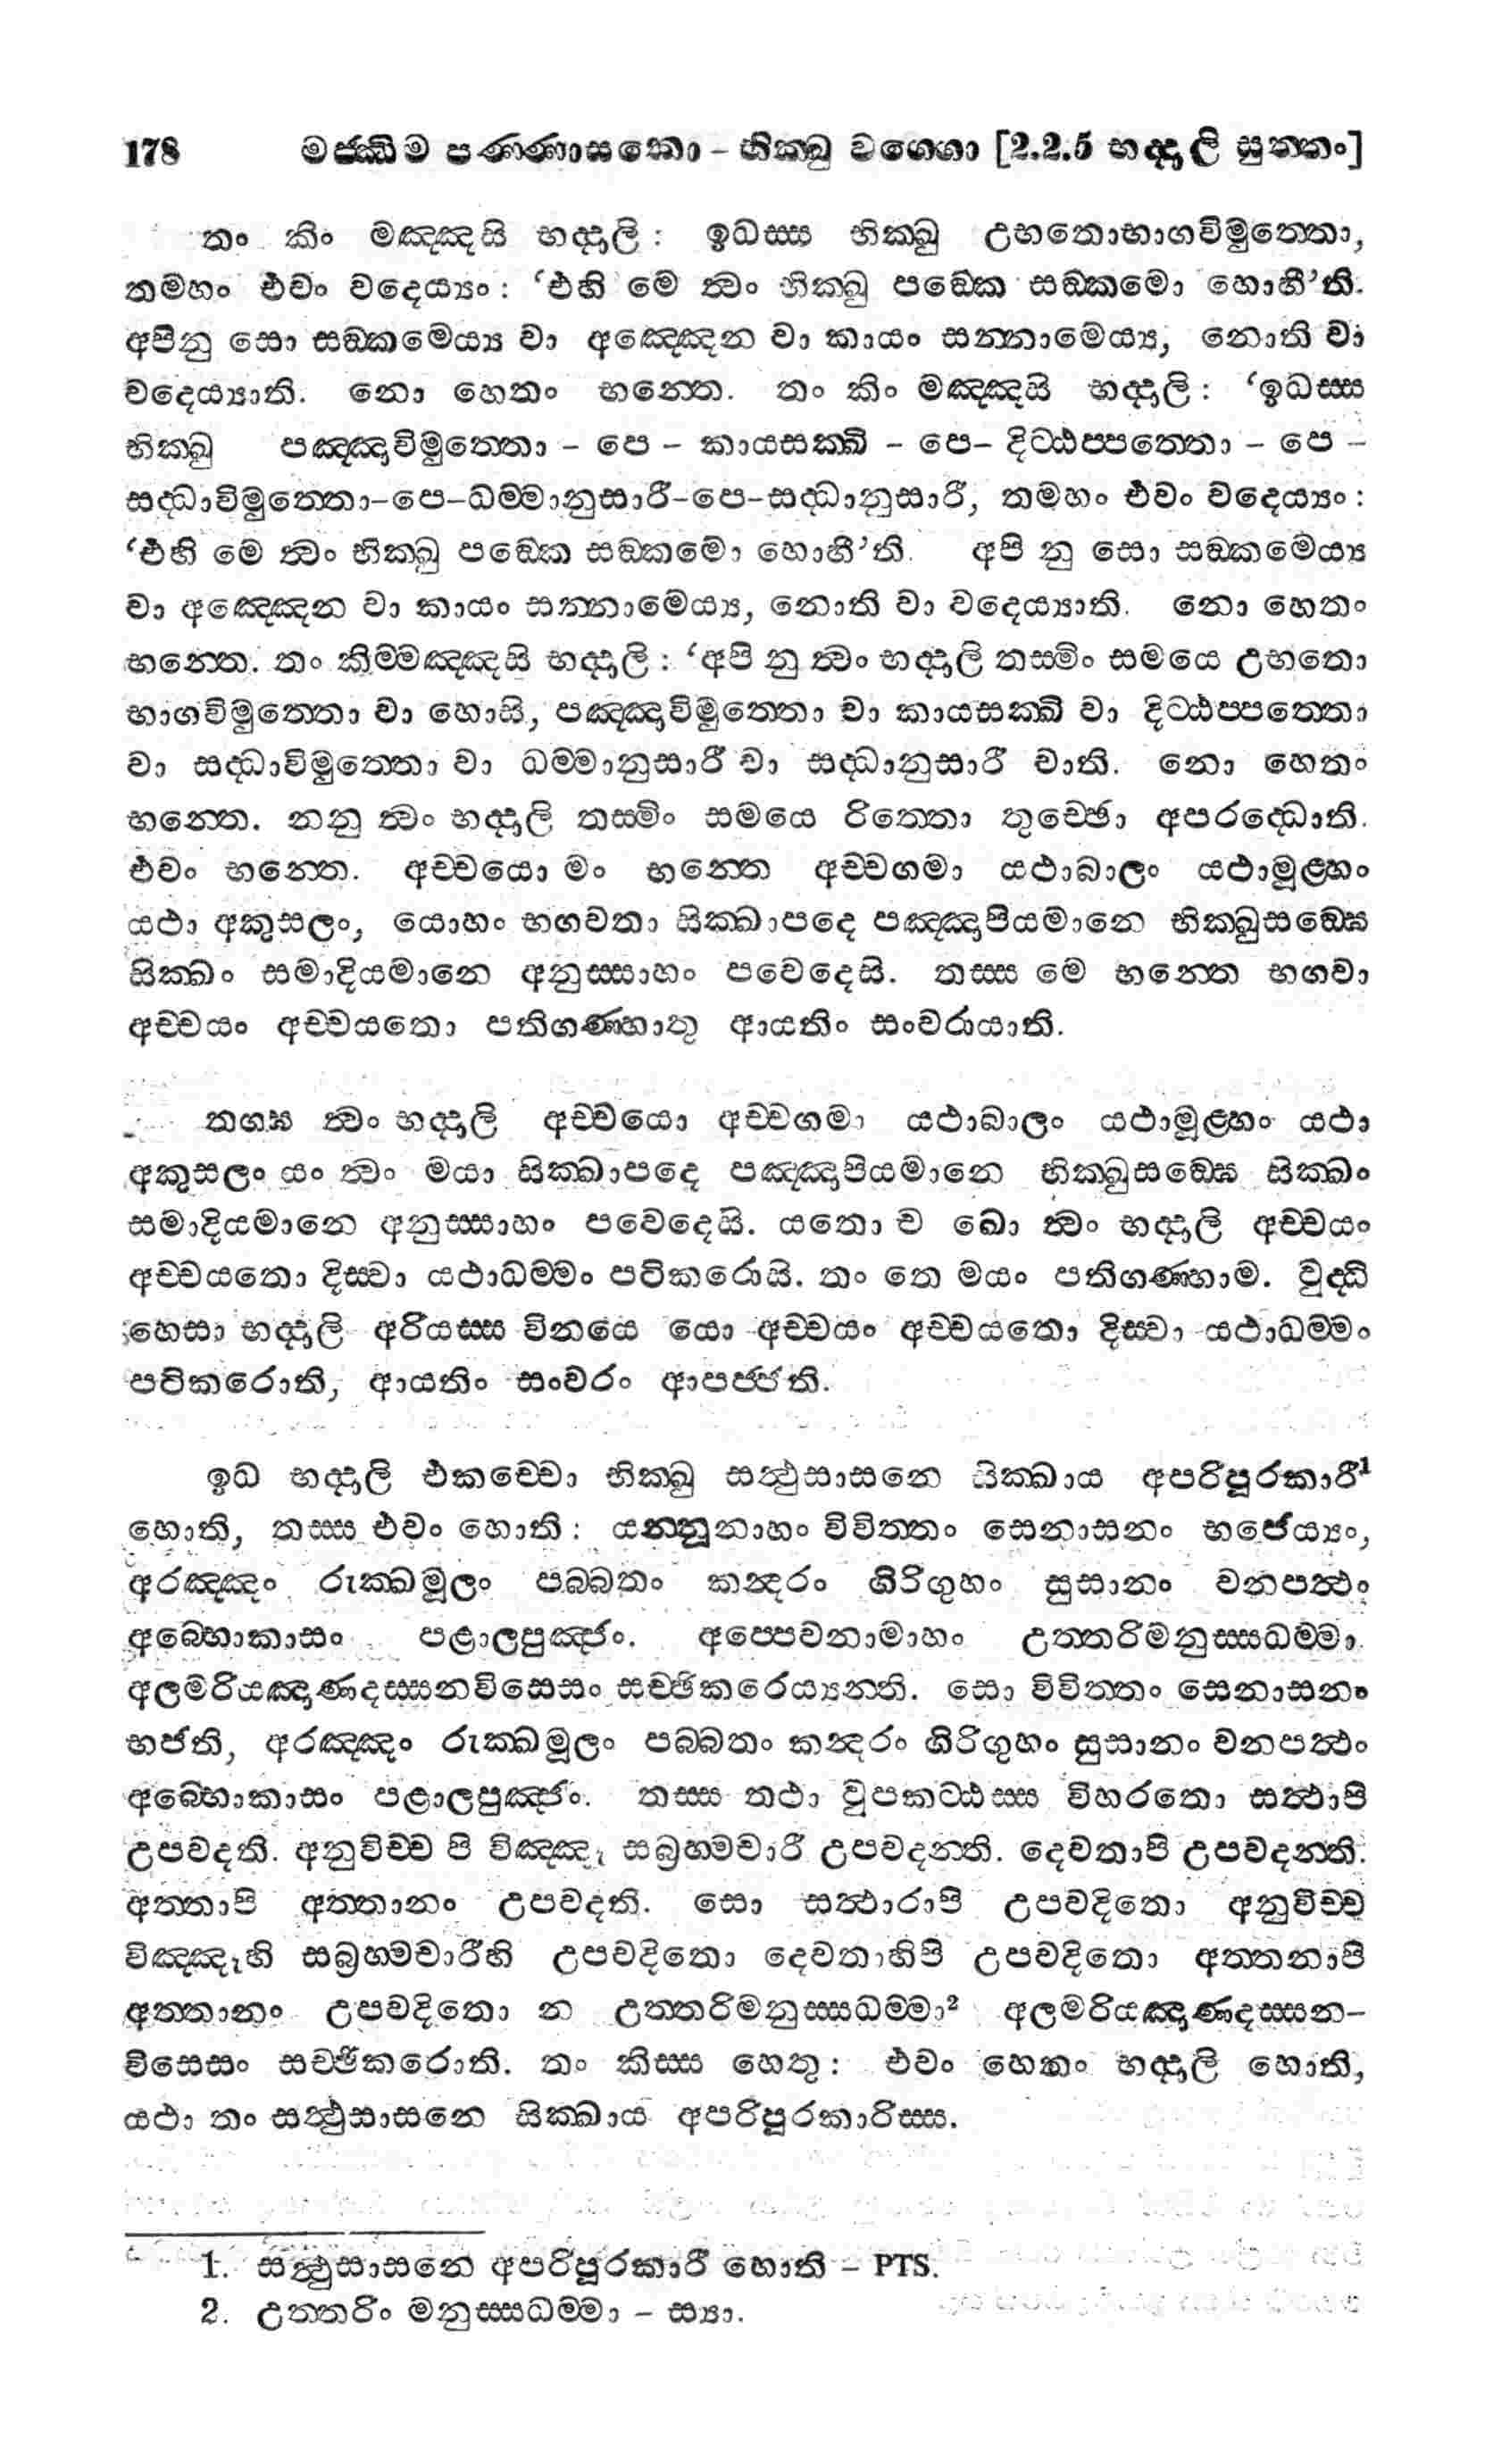 178 මජ්ඣිම පණ්ණාසකො – භික්ඛු වග්ගො [2.2.5 භද්දාලි සුත්තං]
තං කිං මඤ්ඤසි භද්දාලි : ඉධස්ස භික්ඛු උභතොභාගවිමුත්තො,
තමහං එවං වදෙය්‍යං : ‘එහි මෙ ත්වං භික්ඛු පඞ්කෙ සඞ්කමො හොහී’ති.
අපිනු සො සඞ්කමෙය්‍ය වා අඤ්ඤෙන වා කායං සන්නාමෙය්‍ය, නොති වා
වදෙය්‍යාති. නො හෙතං භන්තෙ. තං කිං මඤ්ඤසි භද්දාලි : ‘ඉධස්ස
භික්ඛු පඤ්ඤාවිමුත්තො – පෙ – කායසක්ඛි – පෙ– දිට්ඨප්පත්තො – පෙ –
සද්ධාවිමුත්තො–පෙ–ධම්මානුසාරී–පෙ–සද්ධානුසාරී, තමහං එවං වදෙය්‍යං :
‘එහි මෙ ත්වං භික්ඛු පඞ්කෙ සඞ්කමො හොහී’ති. අපි නු සො සඞ්කමෙය්‍ය
වා අඤ්ඤෙන වා කායං සන්නාමෙය්‍ය, නොති වා වදෙය්‍යාති. නො හෙතං
භන්තෙ. තං කිම්මඤ්ඤසි භද්දාලි : ‘අපි නු ත්වං භද්දාලි තස්මිං සමයෙ උභතො
භාගවිමුත්තො වා හොසි, පඤ්ඤාවිමුත්තො වා කායසක්ඛි වා දිට්ඨප්පත්තො
වා සද්ධාවිමුත්තො වා ධම්මානුසාරී වා සද්ධානුසාරී වාති. නො හෙතං
භන්තෙ. නනු ත්වං භද්දාලි තස්මිං සමයෙ රිත්තො තුච්ඡො අපරද්ධොති.
එවං භන්තෙ. අච්චයො මං භන්තෙ අච්චගමා යථාබාලං යථාමූළ්හං
යථා අකුසලං, යොහං භගවතා සික්ඛාපදෙ පඤ්ඤාපියමානෙ භික්ඛුසඞ්ඝෙ
සික්ඛං සමාදියමානෙ අනුස්සාහං පවෙදෙසි. තස්ස මෙ භන්තෙ භගවා
අච්චයං අච්චයතො පතිගණ්හාතු ආයතිං සංවරායාති.
තග්ඝ ත්වං භද්දාලි අච්චයො අච්චගමා යථාබාලං යථාමූළ්හං යථා
අකුසලං යං ත්වං මයා සික්ඛාපදෙ පඤ්ඤාපියමානෙ භික්ඛුසඞ්ඝෙ සික්ඛං
සමාදියමානෙ අනුස්සාහං පවෙදෙසි. යතො ච ඛො ත්වං භද්දාලි අච්චයං
අච්චයතො දිස්වා යථාධම්මං පටිකරොසි. තං තෙ මයං පතිගණ්හාම. වුද්ධි
හෙසා භද්දාලි අරියස්ස විනයෙ යො අච්චයං අච්චයතො දිස්වා යථාධම්මං
පටිකරොති, ආයතිං සංවරං ආපජ්ජති.
ඉධ භද්දාලි එකච්චො භික්ඛු සත්ථුසාසනෙ සික්ඛාය අපරිපූරකාරී¹
හොති, තස්ස එවං හොති : යන්නූනාහං විවිත්තං සෙනාසනං භජෙය්‍යං,
අරඤ්ඤං රුක්ඛමූලං පබ්බතං කන්දරං ගිරිගුහං සුසානං වනපත්ථං
අබ්භොකාසං පළාලපුඤ්ජං. අප්පෙවනාමාහං උත්තරිමනුස්සධම්මා
අලමරියඤාණදස්සනවිසෙසං සච්ඡිකරෙය්‍යන්ති. සො විවිත්තං සෙනාසනං
භජති, අරඤ්ඤං රුක්ඛමූලං පබ්බතං කන්දරං ගිරිගුහං සුසානං වනපත්ථං
අබ්භොකාසං පළාලපුඤ්ජං. තස්ස තථා වූපකට්ඨස්ස විහරතො සත්ථාපි
උපවදති. අනුවිච්ච පි විඤ්ඤූ සබ්‍රහ්මචාරී උපවදන්ති. දෙවතාපි උපවදන්ති.
අත්තාපි අත්තානං උපවදති. සො සත්ථාරාපි උපවදිතො අනුවිච්ච
විඤ්ඤූහි සබ්‍රහ්මචාරීහි උපවදිතො දෙවතාහිපි උපවදිතො අත්තනාපි
අත්තානං උපවදිතො න උත්තරිමනුස්සධම්මා² අලමරියඤාණදස්සන–
විසෙසං සච්ඡිකරොති. තං කිස්ස හෙතු : එවං හෙතං භද්දාලි හොති,
යථා තං සත්ථුසාසනෙ සික්ඛාය අපරිපූරකාරිස්ස.
1. සත්ථුසාසනෙ අපරිපූරකාරී හොති – PTS.
2. උත්තරිං මනුස්සධම්මා – ස්‍යා.